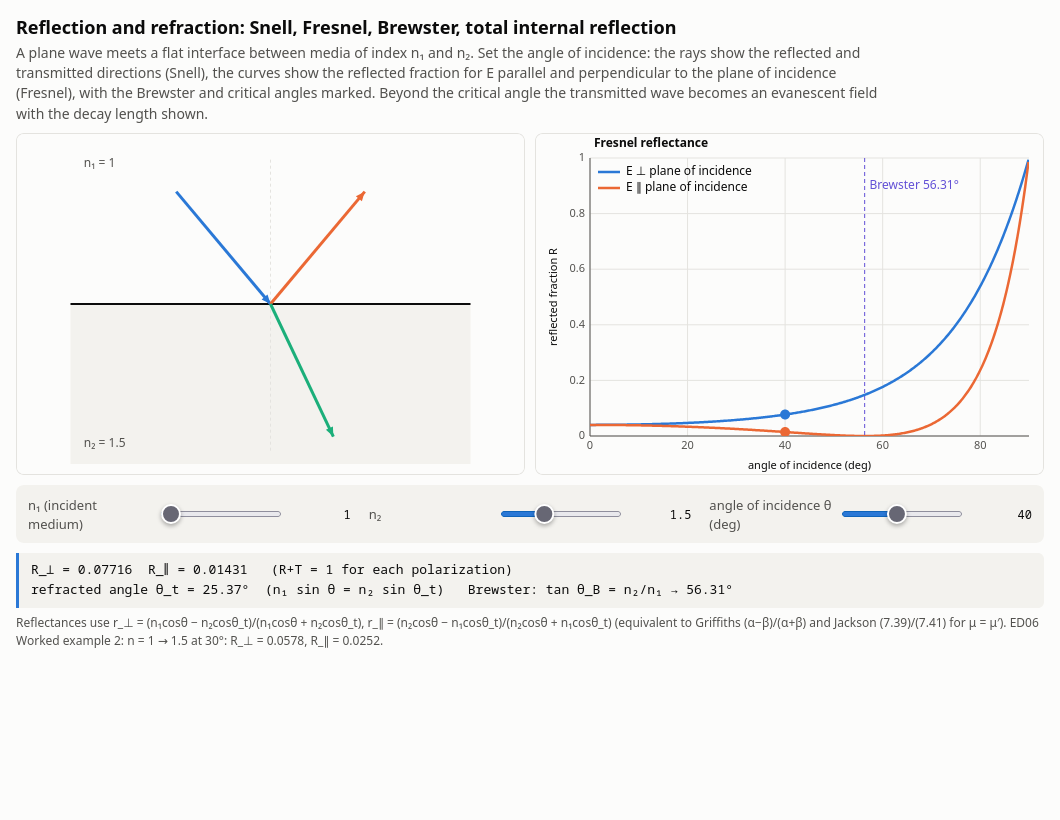 Reflection and refraction: Snell, Fresnel, Brewster, total internal reflection
A plane wave meets a flat interface between media of index n₁ and n₂. Set the angle of incidence: the rays show the reflected and
transmitted directions (Snell), the curves show the reflected fraction for E parallel and perpendicular to the plane of incidence
(Fresnel), with the Brewster and critical angles marked. Beyond the critical angle the transmitted wave becomes an evanescent field
with the decay length shown.
n₁ = 1
n₂ = 1.5
Fresnel reflectance
E ⊥ plane of incidence
E ∥ plane of incidence
Brewster 56.31°
reflected fraction R
1
0.8
0.6
0.4
0.2
0
0 20 40 60 80
angle of incidence (deg)
n₁ (incident
medium)
1
n₂
1.5
angle of incidence θ
(deg)
40
R_⊥ = 0.07716 R_∥ = 0.01431 (R+T = 1 for each polarization)
refracted angle θ_t = 25.37° (n₁ sin θ = n₂ sin θ_t) Brewster: tan θ_B = n₂/n₁ → 56.31°
Reflectances use r_⊥ = (n₁cosθ − n₂cosθ_t)/(n₁cosθ + n₂cosθ_t), r_∥ = (n₂cosθ − n₁cosθ_t)/(n₂cosθ + n₁cosθ_t) (equivalent to Griffiths (α−β)/(α+β) and Jackson (7.39)/(7.41) for μ = μ′). ED06
Worked example 2: n = 1 → 1.5 at 30°: R_⊥ = 0.0578, R_∥ = 0.0252.